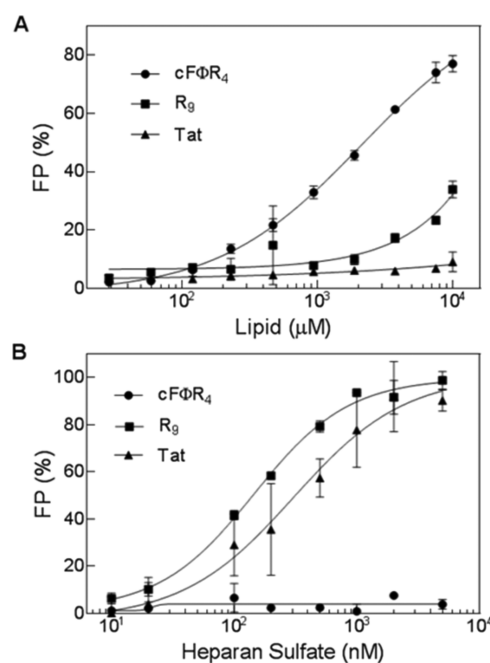 A
cFΦR₄
R₉
Tat
FP (%)
80
60
40
20
0
10²
10³
10⁴
Lipid (μM)
B
cFΦR₄
R₉
Tat
FP (%)
100
80
60
40
20
0
10¹
10²
10³
10⁴
Heparan Sulfate (nM)